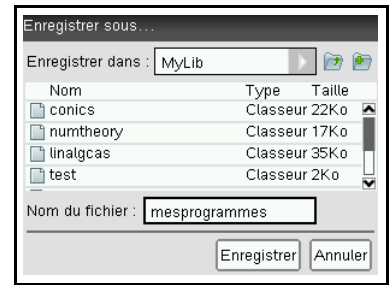 Enregistrer sous...
Enregistrer dans : MyLib
Nom Type Taille
conics Classeur 22Ko
numtheory Classeur 17Ko
linalgcas Classeur 35Ko
test Classeur 2Ko
Nom du fichier : mesprogrammes
Enregistrer Annuler